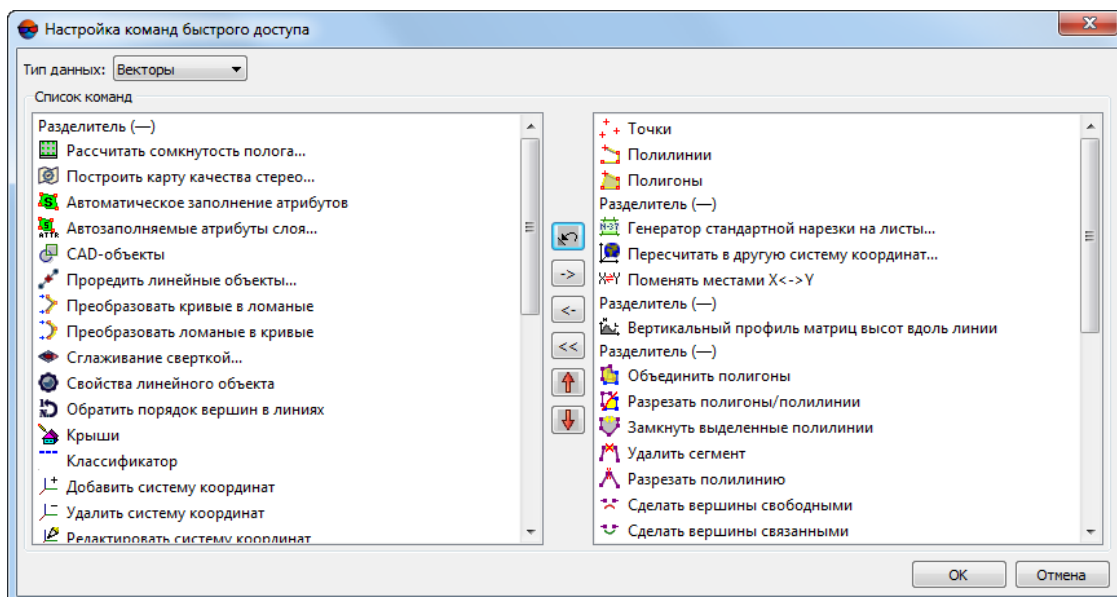 Настройка команд быстрого доступа
Тип данных: Векторы
Список команд
Разделитель (—)
Рассчитать сомкнутость полога...
Построить карту качества стерео...
Автоматическое заполнение атрибутов
Автозаполняемые атрибуты слоя...
CAD-объекты
Проредить линейные объекты...
Преобразовать кривые в ломаные
Преобразовать ломаные в кривые
Сглаживание сверткой...
Свойства линейного объекта
Обратить порядок вершин в линиях
Крыши
Классификатор
Добавить систему координат
Удалить систему координат
Редактировать систему координат
->
<-
<<
Точки
Полилинии
Полигоны
Разделитель (—)
Генератор стандартной нарезки на листы...
Пересчитать в другую систему координат...
Поменять местами X<->Y
Разделитель (—)
Вертикальный профиль матриц высот вдоль линии
Разделитель (—)
Объединить полигоны
Разрезать полигоны/полилинии
Замкнуть выделенные полилинии
Удалить сегмент
Разрезать полилинию
Сделать вершины свободными
Сделать вершины связанными
OK
Отмена